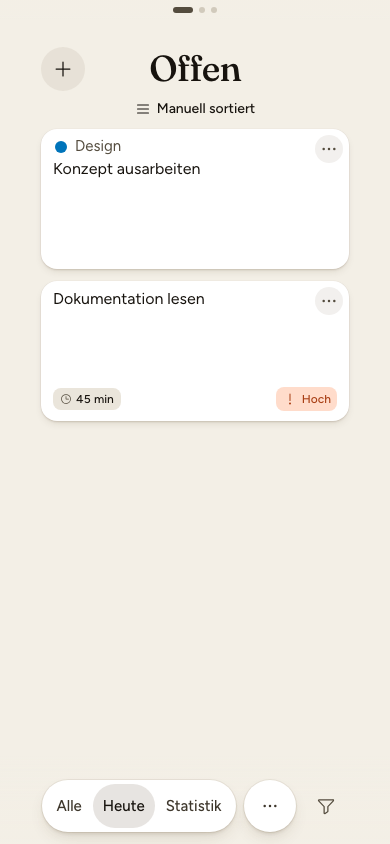 Offen
Manuell sortiert
Design
Konzept ausarbeiten
Dokumentation lesen
45 min
Hoch
Alle
Heute
Statistik